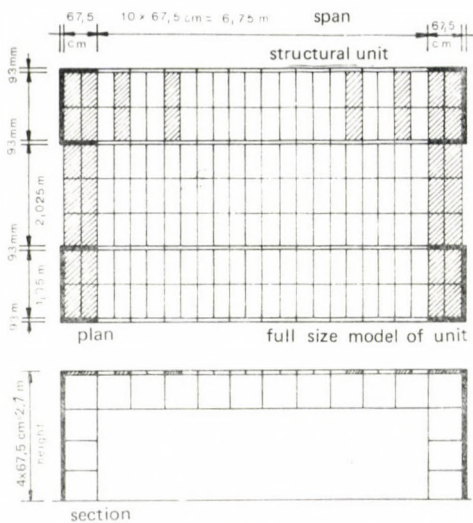 67,5
cm
10 x 67,5 cm = 6,75 m
span
67,5
cm
structural unit
93mm
93mm
2,025 m
93mm
1,35 m
93 m
plan
full size model of unit
4x67,5 cm=2,7 m
height
section